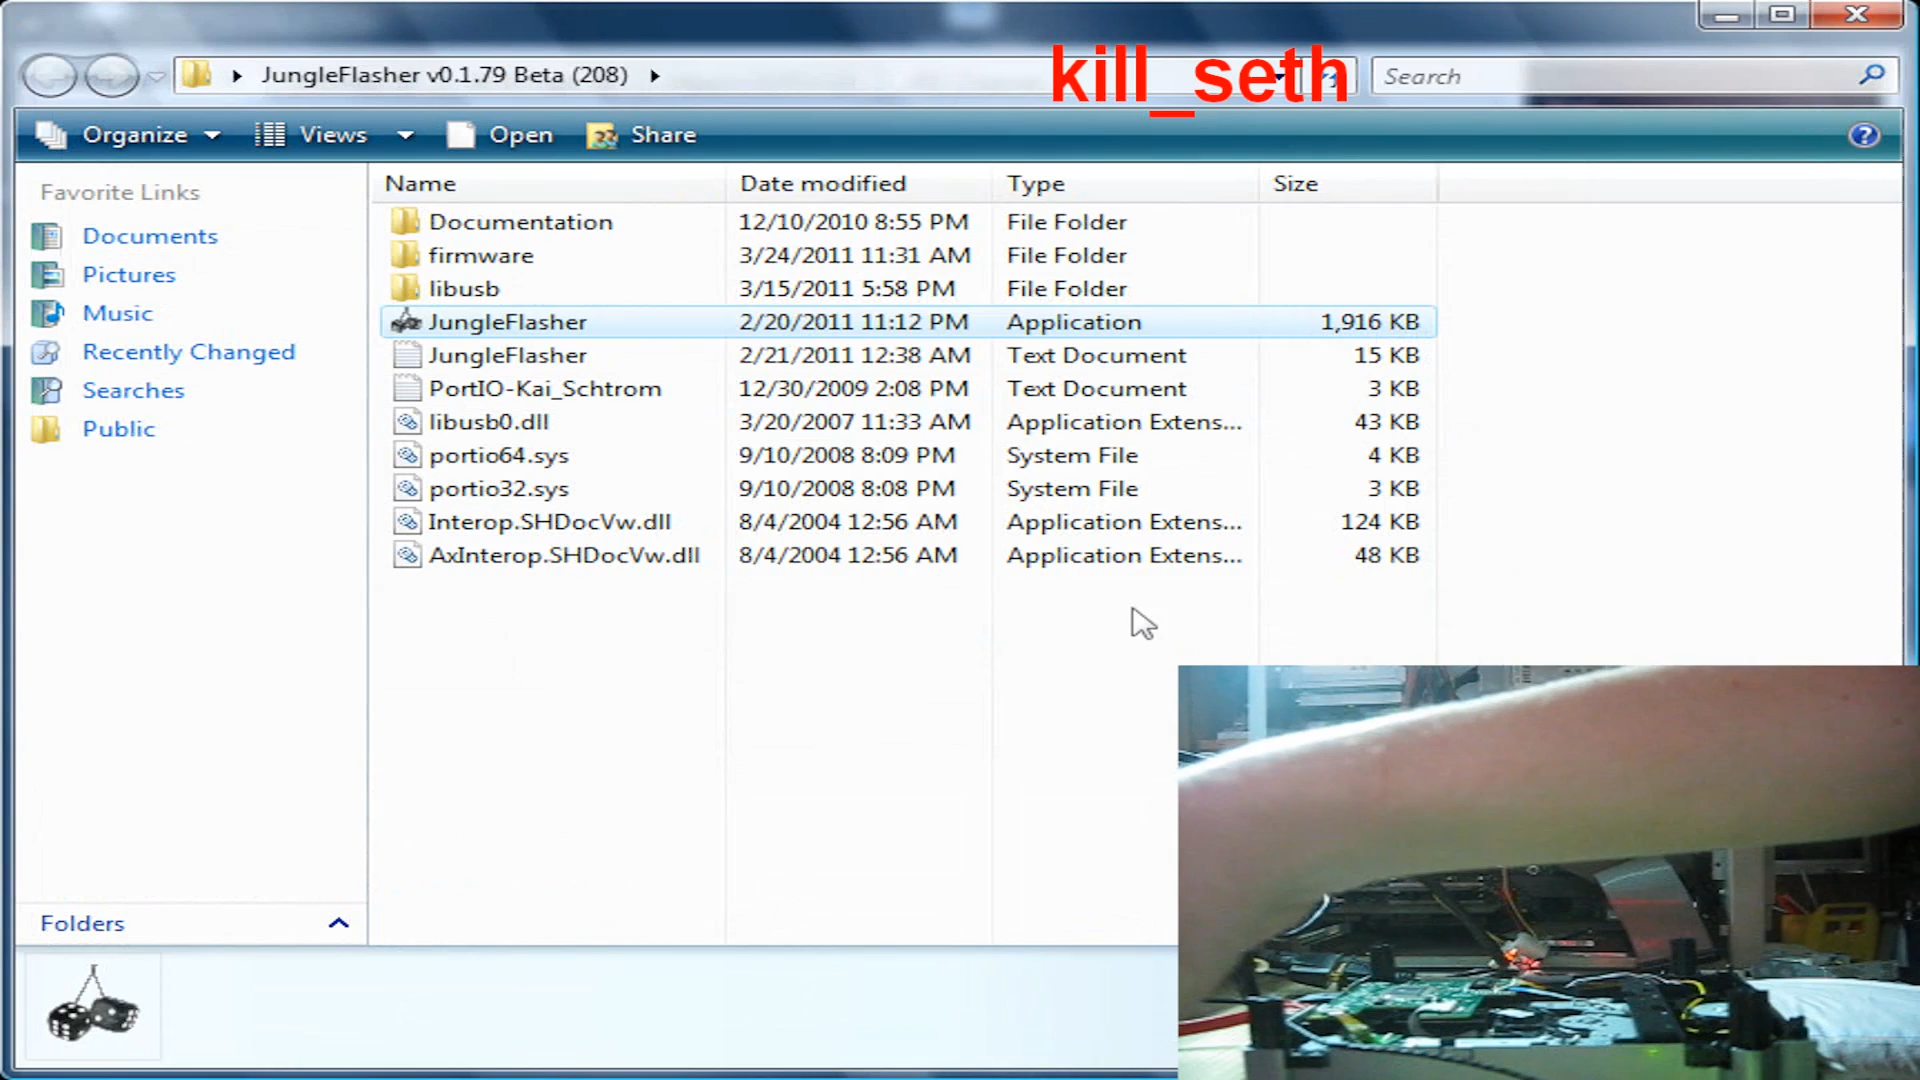 JungleFlasher v0.1.79 Beta (208)
kill_seth
Search
Organize Views Open Share
Favorite Links
Documents
Pictures
Music
Recently Changed
Searches
Public
Folders
Name Date modified Type Size
Documentation 12/10/2010 8:55 PM File Folder
firmware 3/24/2011 11:31 AM File Folder
libusb 3/15/2011 5:58 PM File Folder
JungleFlasher 2/20/2011 11:12 PM Application 1,916 KB
JungleFlasher 2/21/2011 12:38 AM Text Document 15 KB
PortIO-Kai_Schtrom 12/30/2009 2:08 PM Text Document 3 KB
libusb0.dll 3/20/2007 11:33 AM Application Extens... 43 KB
portio64.sys 9/10/2008 8:09 PM System File 4 KB
portio32.sys 9/10/2008 8:08 PM System File 3 KB
Interop.SHDocVw.dll 8/4/2004 12:56 AM Application Extens... 124 KB
AxInterop.SHDocVw.dll 8/4/2004 12:56 AM Application Extens... 48 KB